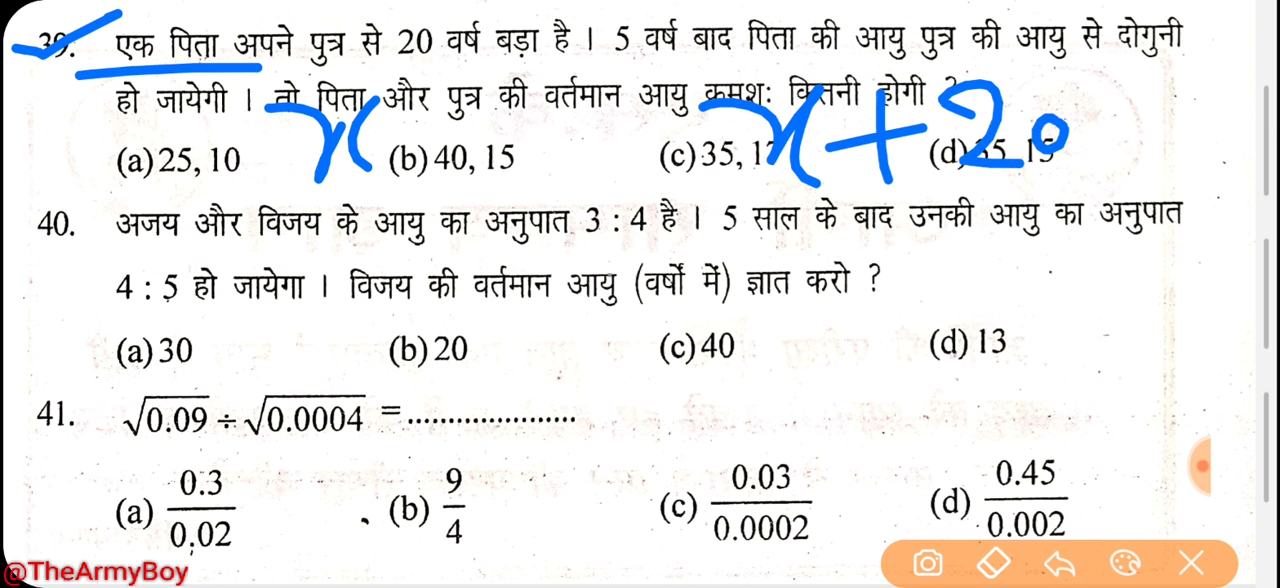 39. एक पिता अपने पुत्र से 20 वर्ष बड़ा है । 5 वर्ष बाद पिता की आयु पुत्र की आयु से दोगुनी
हो जायेगी । तो पिता और पुत्र की वर्तमान आयु क्रमशः कितनी होगी ?
x x + 20
(a) 25, 10 (b) 40, 15 (c) 35, (d) 15
40. अजय और विजय के आयु का अनुपात 3 : 4 है । 5 साल के बाद उनकी आयु का अनुपात
4 : 5 हो जायेगा । विजय की वर्तमान आयु (वर्षों में) ज्ञात करो ?
(a) 30 (b) 20 (c) 40 (d) 13
41. √0.09 ÷ √0.0004 = ....................
(a) 0.3/0.02 (b) 9/4 (c) 0.03/0.0002 (d) 0.45/0.002
@TheArmyBoy